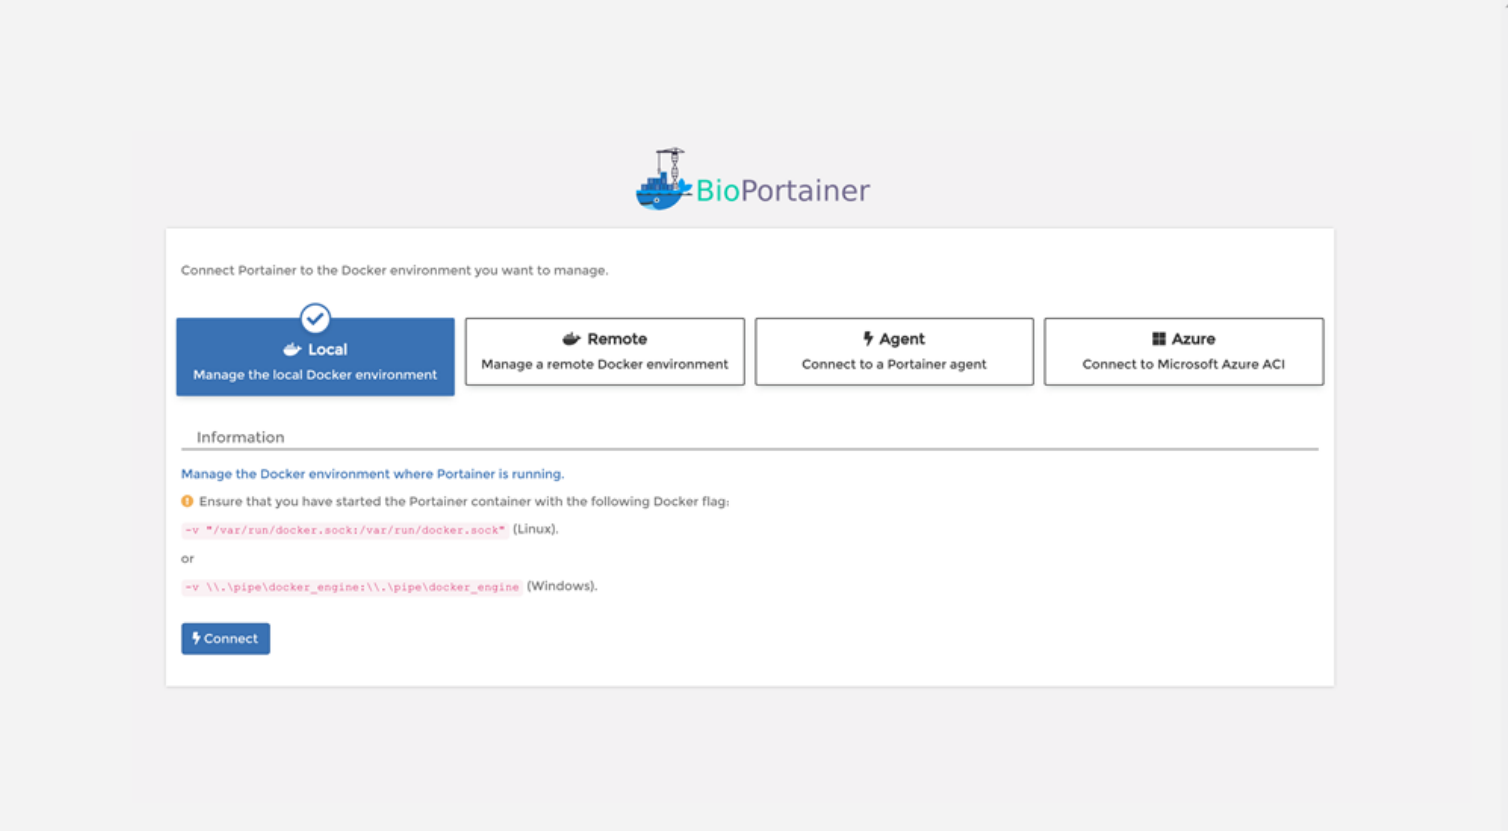 BioPortainer
Connect Portainer to the Docker environment you want to manage.
Local
Manage the local Docker environment
Remote
Manage a remote Docker environment
Agent
Connect to a Portainer agent
Azure
Connect to Microsoft Azure ACI
Information
Manage the Docker environment where Portainer is running.
Ensure that you have started the Portainer container with the following Docker flag:
-v "/var/run/docker.sock:/var/run/docker.sock" (Linux).
or
-v \\.\pipe\docker_engine:\\.\pipe\docker_engine (Windows).
Connect